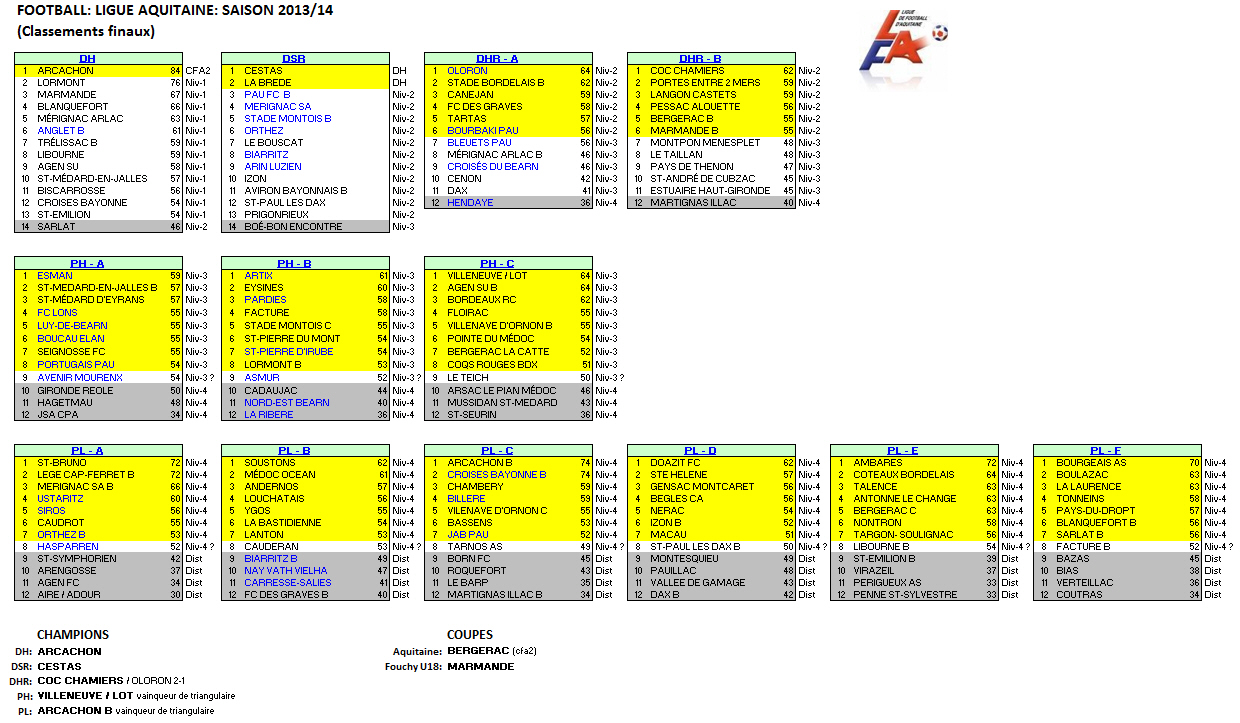 FOOTBALL: LIGUE AQUITAINE: SAISON 2013/14
(Classements finaux)
LIGUE
DE FOOTBALL
D'AQUITAINE
LFA
DH
1 ARCACHON 84 CFA2
2 LORMONT 76 Niv-1
3 MARMANDE 67 Niv-1
4 BLANQUEFORT 66 Niv-1
5 MÉRIGNAC ARLAC 63 Niv-1
6 ANGLET B 61 Niv-1
7 TRÉLISSAC B 59 Niv-1
8 LIBOURNE 59 Niv-1
9 AGEN SU 58 Niv-1
10 ST-MÉDARD-EN-JALLES 57 Niv-1
11 BISCARROSSE 56 Niv-1
12 CROISES BAYONNE 54 Niv-1
13 ST-EMILION 54 Niv-1
14 SARLAT 46 Niv-2
DSR
1 CESTAS DH
2 LA BREDE DH
3 PAU FC B Niv-2
4 MERIGNAC SA Niv-2
5 STADE MONTOIS B Niv-2
6 ORTHEZ Niv-2
7 LE BOUSCAT Niv-2
8 BIARRITZ Niv-2
9 ARIN LUZIEN Niv-2
10 IZON Niv-2
11 AVIRON BAYONNAIS B Niv-2
12 ST-PAUL LES DAX Niv-2
13 PRIGONRIEUX Niv-2
14 BOÉ-BON ENCONTRE Niv-3
DHR - A
1 OLORON 64 Niv-2
2 STADE BORDELAIS B 62 Niv-2
3 CANEJAN 59 Niv-2
4 FC DES GRAVES 58 Niv-2
5 TARTAS 57 Niv-2
6 BOURBAKI PAU 56 Niv-2
7 BLEUETS PAU 56 Niv-3
8 MÉRIGNAC ARLAC B 46 Niv-3
9 CROISÉS DU BEARN 46 Niv-3
10 CENON 42 Niv-3
11 DAX 41 Niv-3
12 HENDAYE 36 Niv-4
DHR - B
1 COC CHAMIERS 62 Niv-2
2 PORTES ENTRE 2 MERS 59 Niv-2
3 LANGON CASTETS 59 Niv-2
4 PESSAC ALOUETTE 56 Niv-2
5 BERGERAC B 55 Niv-2
6 MARMANDE B 55 Niv-2
7 MONTPON MENESPLET 48 Niv-3
8 LE TAILLAN 48 Niv-3
9 PAYS DE THENON 47 Niv-3
10 ST-ANDRÉ DE CUBZAC 45 Niv-3
11 ESTUAIRE HAUT-GIRONDE 45 Niv-3
12 MARTIGNAS ILLAC 40 Niv-4
PH - A
1 ESMAN 59 Niv-3
2 ST-MEDARD-EN-JALLES B 57 Niv-3
3 ST-MÉDARD D'EYRANS 57 Niv-3
4 FC LONS 55 Niv-3
5 LUY-DE-BEARN 55 Niv-3
6 BOUCAU ELAN 55 Niv-3
7 SEIGNOSSE FC 55 Niv-3
8 PORTUGAIS PAU 54 Niv-3
9 AVENIR MOURENX 54 Niv-3 ?
10 GIRONDE REOLE 50 Niv-4
11 HAGETMAU 48 Niv-4
12 JSA CPA 34 Niv-4
PH - B
1 ARTIX 61 Niv-3
2 EYSINES 60 Niv-3
3 PARDIES 58 Niv-3
4 FACTURE 58 Niv-3
5 STADE MONTOIS C 55 Niv-3
6 ST-PIERRE DU MONT 54 Niv-3
7 ST-PIERRE D'IRUBE 54 Niv-3
8 LORMONT B 53 Niv-3
9 ASMUR 52 Niv-3 ?
10 CADAUJAC 44 Niv-4
11 NORD-EST BEARN 40 Niv-4
12 LA RIBERE 36 Niv-4
PH - C
1 VILLENEUVE / LOT 64 Niv-3
2 AGEN SU B 64 Niv-3
3 BORDEAUX RC 62 Niv-3
4 FLOIRAC 55 Niv-3
5 VILLENAVE D'ORNON B 55 Niv-3
6 POINTE DU MÉDOC 54 Niv-3
7 BERGERAC LA CATTE 52 Niv-3
8 COQS ROUGES BDX 51 Niv-3
9 LE TEICH 50 Niv-3 ?
10 ARSAC LE PIAN MÉDOC 46 Niv-4
11 MUSSIDAN ST-MEDARD 43 Niv-4
12 ST-SEURIN 36 Niv-4
PL - A
1 ST-BRUNO 72 Niv-4
2 LEGE CAP-FERRET B 72 Niv-4
3 MERIGNAC SA B 66 Niv-4
4 USTARITZ 60 Niv-4
5 SIROS 56 Niv-4
6 CAUDROT 55 Niv-4
7 ORTHEZ B 53 Niv-4
8 HASPARREN 52 Niv-4 ?
9 ST-SYMPHORIEN 42 Dist
10 ARENGOSSE 37 Dist
11 AGEN FC 34 Dist
12 AIRE / ADOUR 30 Dist
PL - B
1 SOUSTONS 62 Niv-4
2 MÉDOC OCEAN 61 Niv-4
3 ANDERNOS 57 Niv-4
4 LOUCHATAIS 56 Niv-4
5 YGOS 55 Niv-4
6 LA BASTIDIENNE 54 Niv-4
7 LANTON 53 Niv-4
8 CAUDERAN 53 Niv-4 ?
9 BIARRITZ B 49 Dist
10 NAY VATH VIELHA 47 Dist
11 CARRESSE-SALIES 41 Dist
12 FC DES GRAVES B 40 Dist
PL - C
1 ARCACHON B 74 Niv-4
2 CROISES BAYONNE B 74 Niv-4
3 CHAMBERY 59 Niv-4
4 BILLERE 59 Niv-4
5 VILENAVE D'ORNON C 55 Niv-4
6 BASSENS 53 Niv-4
7 JAB PAU 52 Niv-4
8 TARNOS AS 49 Niv-4 ?
9 BORN FC 45 Dist
10 ROQUEFORT 43 Dist
11 LE BARP 35 Dist
12 MARTIGNAS ILLAC B 34 Dist
PL - D
1 DOAZIT FC 62 Niv-4
2 STE HELENE 57 Niv-4
3 GENSAC MONTCARET 56 Niv-4
4 BEGLES CA 56 Niv-4
5 NERAC 54 Niv-4
6 IZON B 52 Niv-4
7 MACAU 51 Niv-4
8 ST-PAUL LES DAX B 50 Niv-4 ?
9 MONTESQUIEU 49 Dist
10 PAUILLAC 48 Dist
11 VALLEE DE GAMAGE 43 Dist
12 DAX B 42 Dist
PL - E
1 AMBARES 72 Niv-4
2 COTEAUX BORDELAIS 64 Niv-4
3 TALENCE 63 Niv-4
4 ANTONNE LE CHANGE 63 Niv-4
5 BERGERAC C 63 Niv-4
6 NONTRON 58 Niv-4
7 TARGON-SOULIGNAC 56 Niv-4
8 LIBOURNE B 54 Niv-4 ?
9 ST-EMILION B 39 Dist
10 VIRAZEIL 37 Dist
11 PERIGUEUX AS 33 Dist
12 PENNE ST-SYLVESTRE 33 Dist
PL - F
1 BOURGEAIS AS 70 Niv-4
2 BOULAZAC 63 Niv-4
3 LA LAURENCE 63 Niv-4
4 TONNEINS 58 Niv-4
5 PAYS-DU-DROPT 57 Niv-4
6 BLANQUEFORT B 56 Niv-4
7 SARLAT B 56 Niv-4
8 FACTURE B 52 Niv-4 ?
9 BAZAS 45 Dist
10 BIAS 38 Dist
11 VERTEILLAC 36 Dist
12 COUTRAS 34 Dist
CHAMPIONS
DH: ARCACHON
DSR: CESTAS
DHR: COC CHAMIERS / OLORON 2-1
PH: VILLENEUVE / LOT vainqueur de triangulaire
PL: ARCACHON B vainqueur de triangulaire
COUPES
Aquitaine: BERGERAC (cfa2)
Fouchy U18: MARMANDE